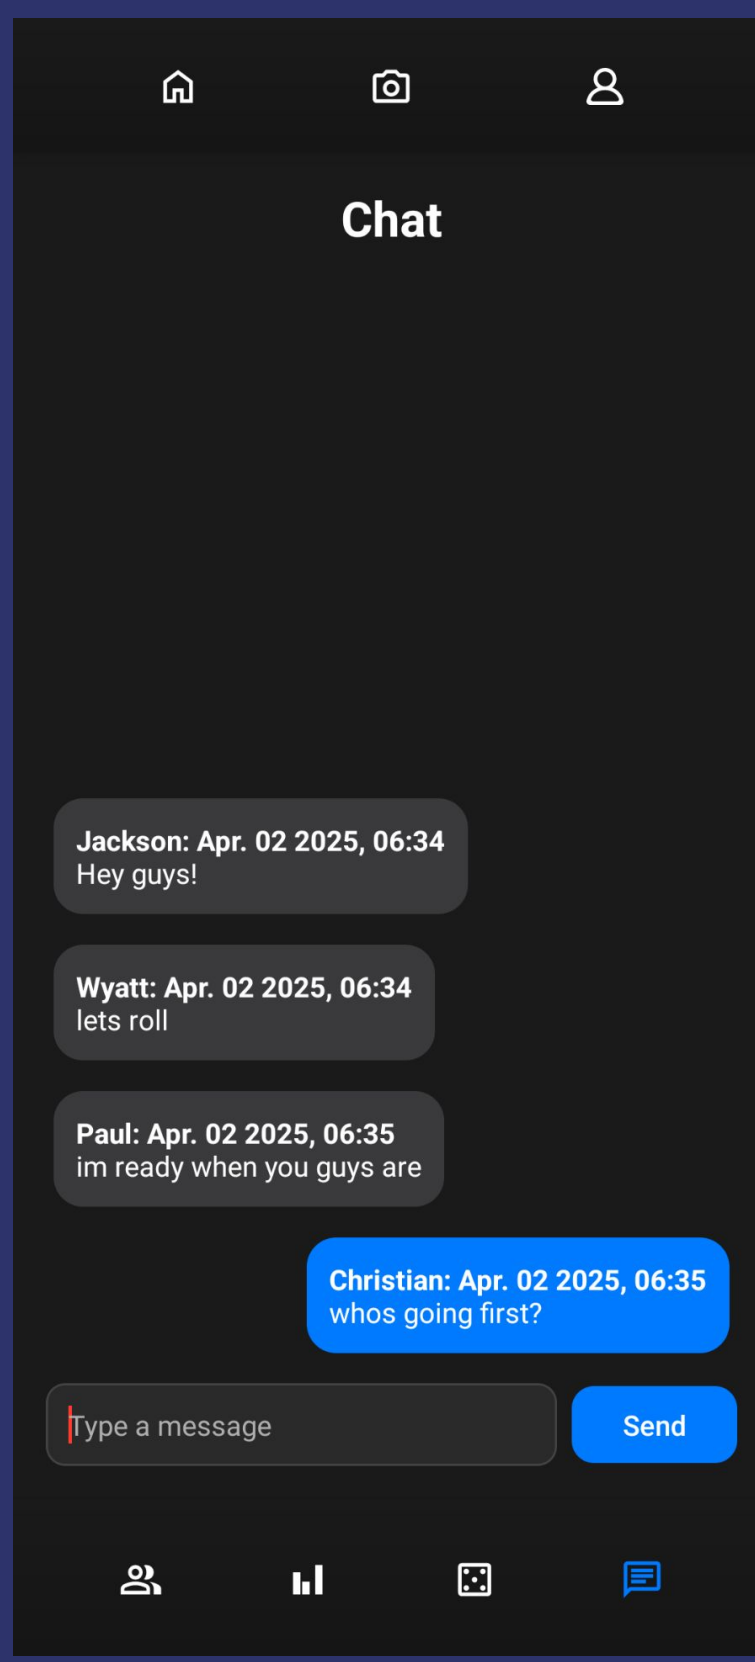 Chat
Jackson: Apr. 02 2025, 06:34
Hey guys!
Wyatt: Apr. 02 2025, 06:34
lets roll
Paul: Apr. 02 2025, 06:35
im ready when you guys are
Christian: Apr. 02 2025, 06:35
whos going first?
Type a message
Send